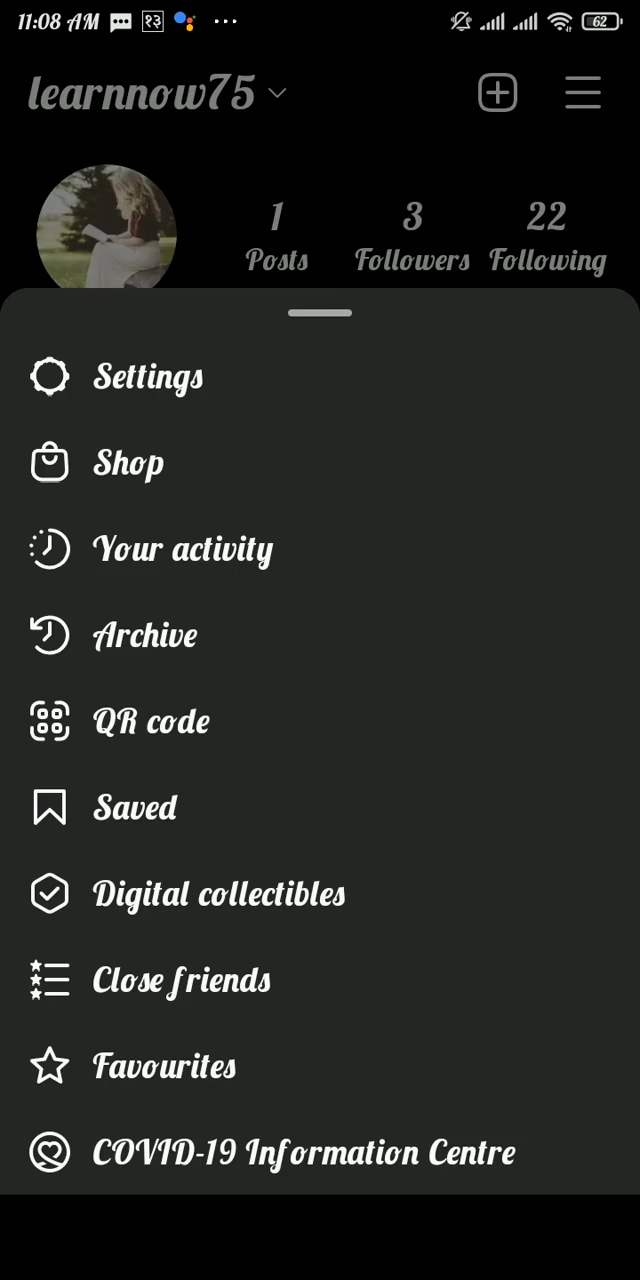 11:08 AM १३ 62
learnnow75
1 3 22
Posts Followers Following
Settings
Shop
Your activity
Archive
QR code
Saved
Digital collectibles
Close friends
Favourites
COVID-19 Information Centre